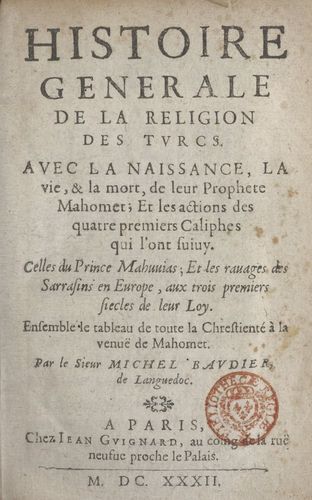 HISTOIRE
GENERALE
DE LA RELIGION
DES TVRCS.
AVEC LA NAISSANCE, LA
vie, & la mort, de leur Prophete
Mahomet; Et les actions des
quatre premiers Caliphes
qui l'ont suiuy.
Celles du Prince Mahuuias; Et les rauages des
Sarrasins en Europe, aux trois premiers
siecles de leur Loy.
Ensemble le tableau de toute la Chrestienté à la
venuë de Mahomet.
Par le Sieur MICHEL BAVDIER,
de Languedoc.
A PARIS,
Chez IEAN GVIGNARD, au coing de la ruë
neufue proche le Palais.
M. DC. XXXII.